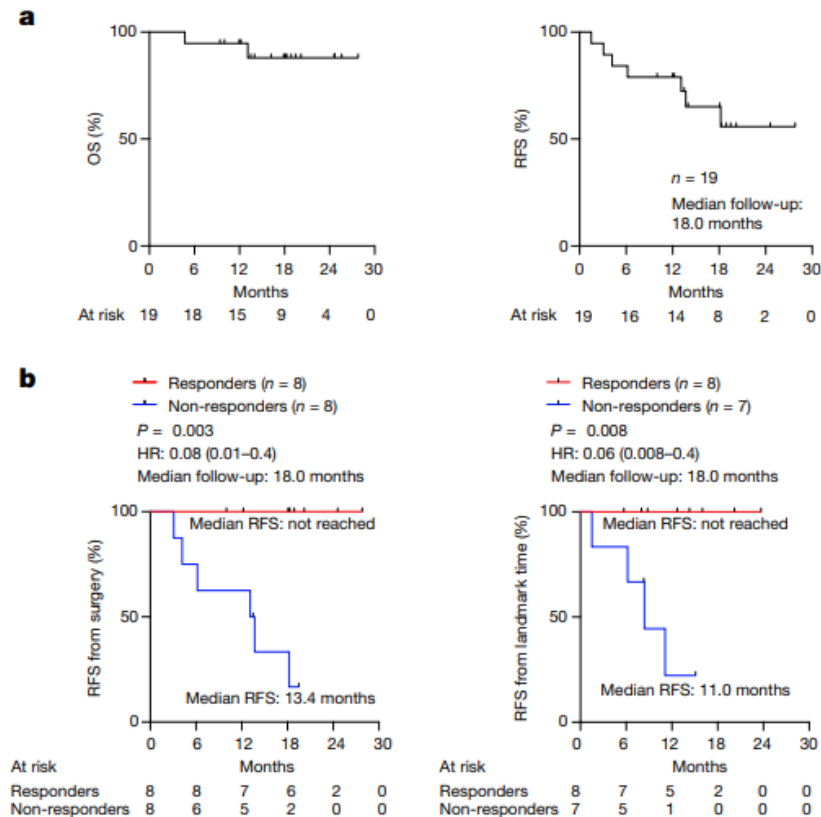 a
100
50
0
OS (%)
0 6 12 18 24 30
Months
At risk 19 18 15 9 4 0
100
50
0
RFS (%)
n = 19
Median follow-up:
18.0 months
0 6 12 18 24 30
Months
At risk 19 16 14 8 2 0
b
Responders (n = 8)
Non-responders (n = 8)
P = 0.003
HR: 0.08 (0.01–0.4)
Median follow-up: 18.0 months
100
50
0
RFS from surgery (%)
Median RFS: not reached
Median RFS: 13.4 months
0 6 12 18 24 30
At risk Months
Responders 8 8 7 6 2 0
Non-responders 8 6 5 2 0 0
Responders (n = 8)
Non-responders (n = 7)
P = 0.008
HR: 0.06 (0.008–0.4)
Median follow-up: 18.0 months
100
50
0
RFS from landmark time (%)
Median RFS: not reached
Median RFS: 11.0 months
0 6 12 18 24 30
At risk Months
Responders 8 7 5 2 0 0
Non-responders 7 5 1 0 0 0